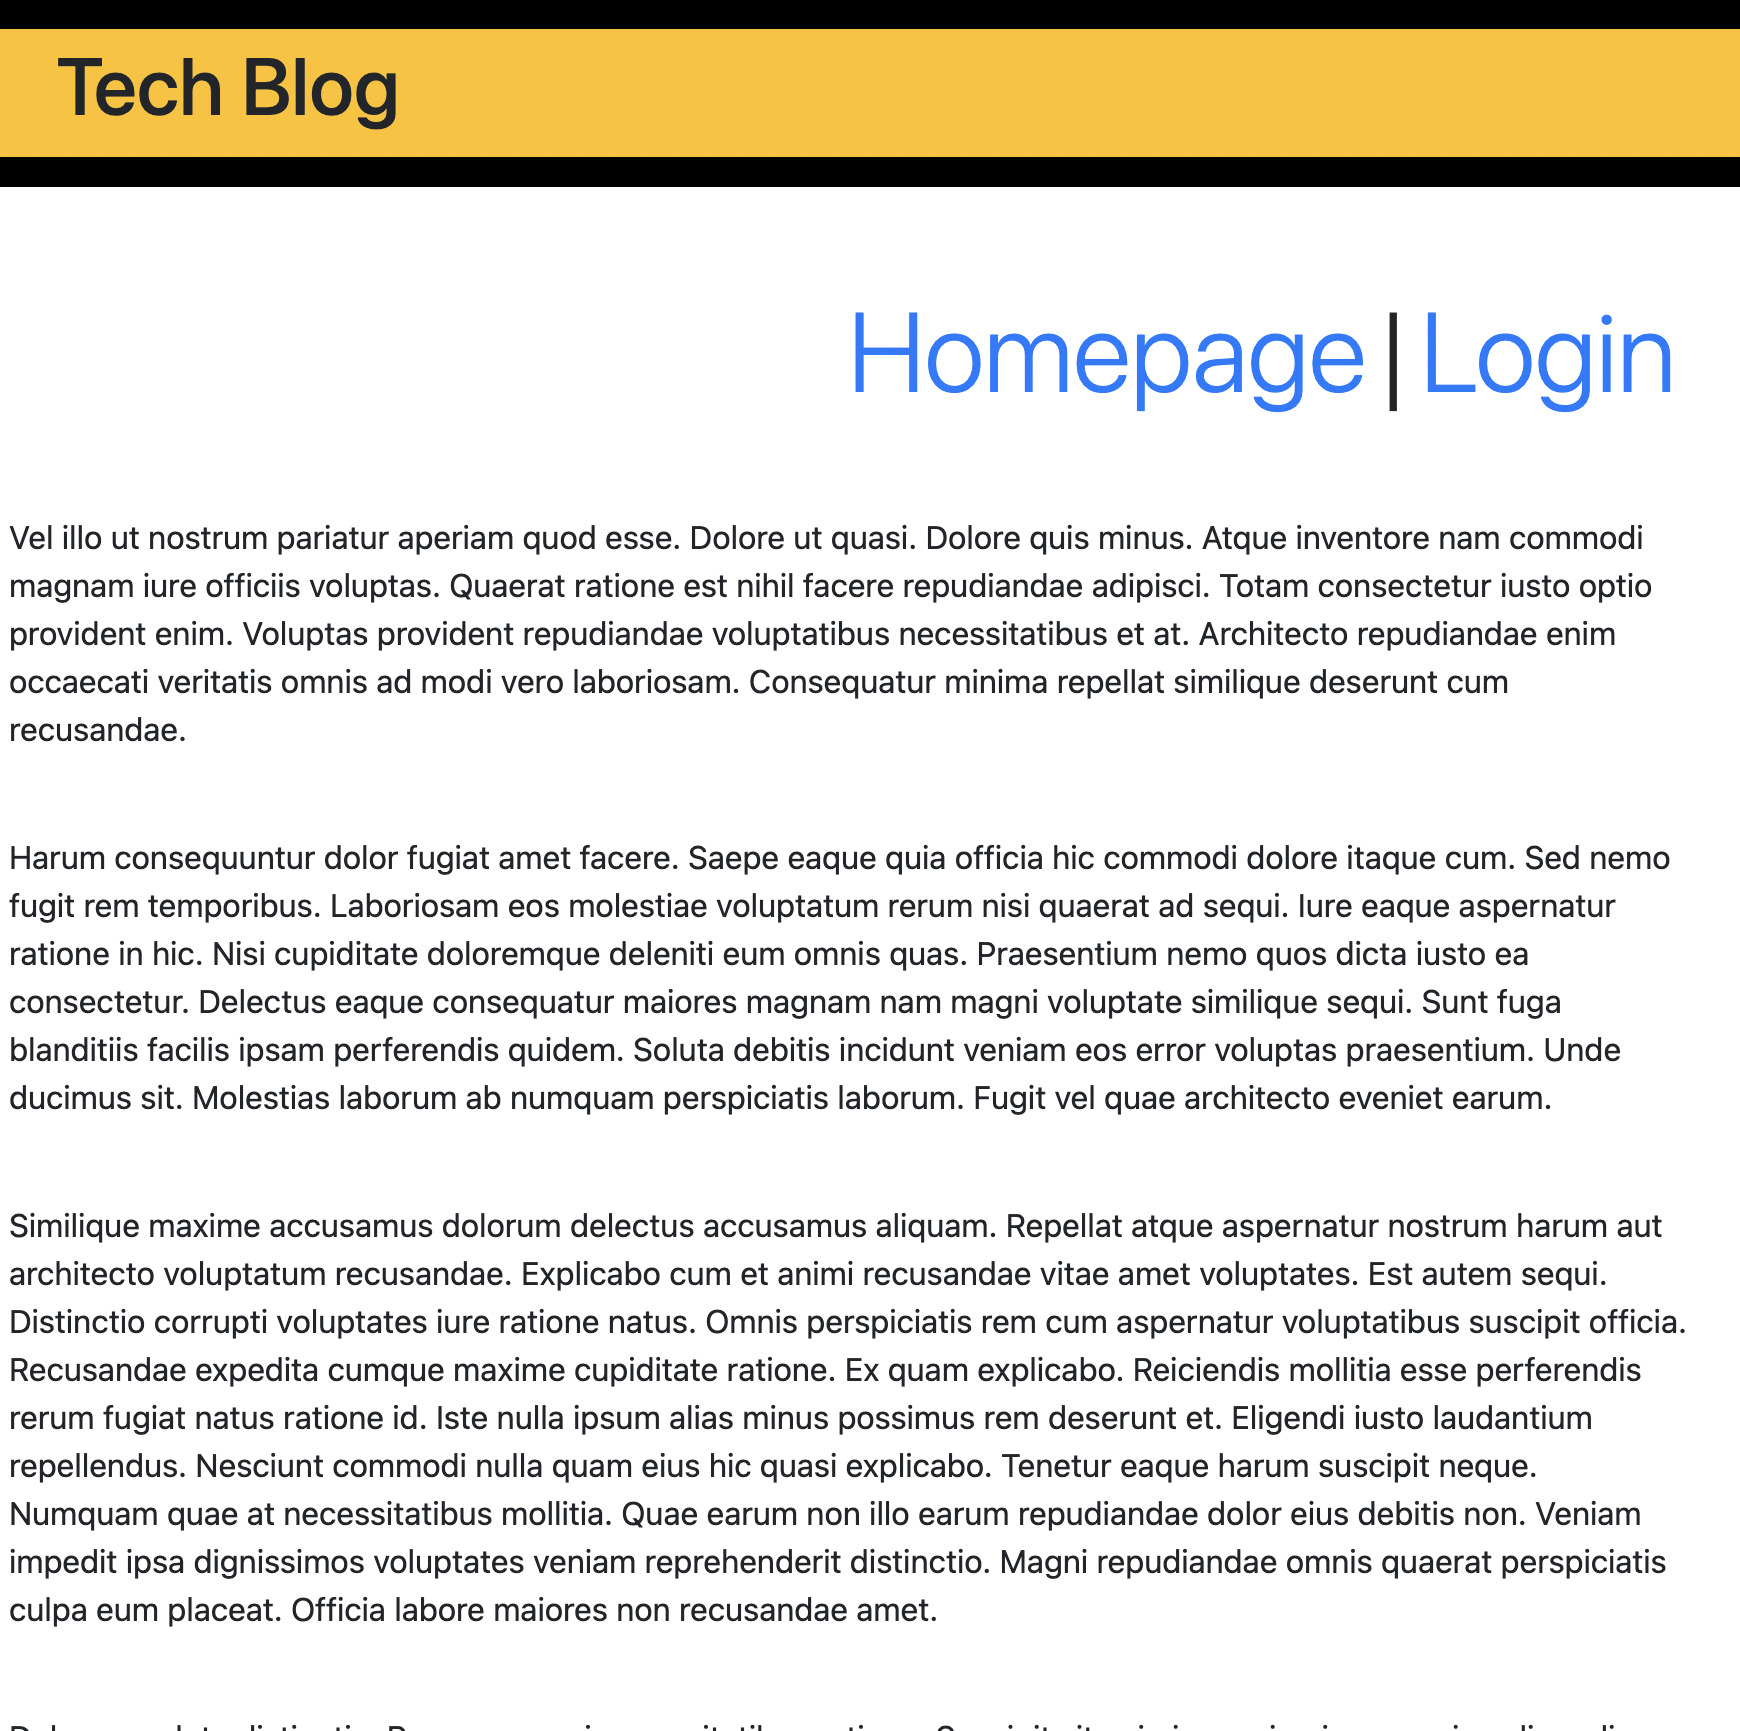 Tech Blog
Homepage | Login
Vel illo ut nostrum pariatur aperiam quod esse. Dolore ut quasi. Dolore quis minus. Atque inventore nam commodi
magnam iure officiis voluptas. Quaerat ratione est nihil facere repudiandae adipisci. Totam consectetur iusto optio
provident enim. Voluptas provident repudiandae voluptatibus necessitatibus et at. Architecto repudiandae enim
occaecati veritatis omnis ad modi vero laboriosam. Consequatur minima repellat similique deserunt cum
recusandae.
Harum consequuntur dolor fugiat amet facere. Saepe eaque quia officia hic commodi dolore itaque cum. Sed nemo
fugit rem temporibus. Laboriosam eos molestiae voluptatum rerum nisi quaerat ad sequi. Iure eaque aspernatur
ratione in hic. Nisi cupiditate doloremque deleniti eum omnis quas. Praesentium nemo quos dicta iusto ea
consectetur. Delectus eaque consequatur maiores magnam nam magni voluptate similique sequi. Sunt fuga
blanditiis facilis ipsam perferendis quidem. Soluta debitis incidunt veniam eos error voluptas praesentium. Unde
ducimus sit. Molestias laborum ab numquam perspiciatis laborum. Fugit vel quae architecto eveniet earum.
Similique maxime accusamus dolorum delectus accusamus aliquam. Repellat atque aspernatur nostrum harum aut
architecto voluptatum recusandae. Explicabo cum et animi recusandae vitae amet voluptates. Est autem sequi.
Distinctio corrupti voluptates iure ratione natus. Omnis perspiciatis rem cum aspernatur voluptatibus suscipit officia.
Recusandae expedita cumque maxime cupiditate ratione. Ex quam explicabo. Reiciendis mollitia esse perferendis
rerum fugiat natus ratione id. Iste nulla ipsum alias minus possimus rem deserunt et. Eligendi iusto laudantium
repellendus. Nesciunt commodi nulla quam eius hic quasi explicabo. Tenetur eaque harum suscipit neque.
Numquam quae at necessitatibus mollitia. Quae earum non illo earum repudiandae dolor eius debitis non. Veniam
impedit ipsa dignissimos voluptates veniam reprehenderit distinctio. Magni repudiandae omnis quaerat perspiciatis
culpa eum placeat. Officia labore maiores non recusandae amet.